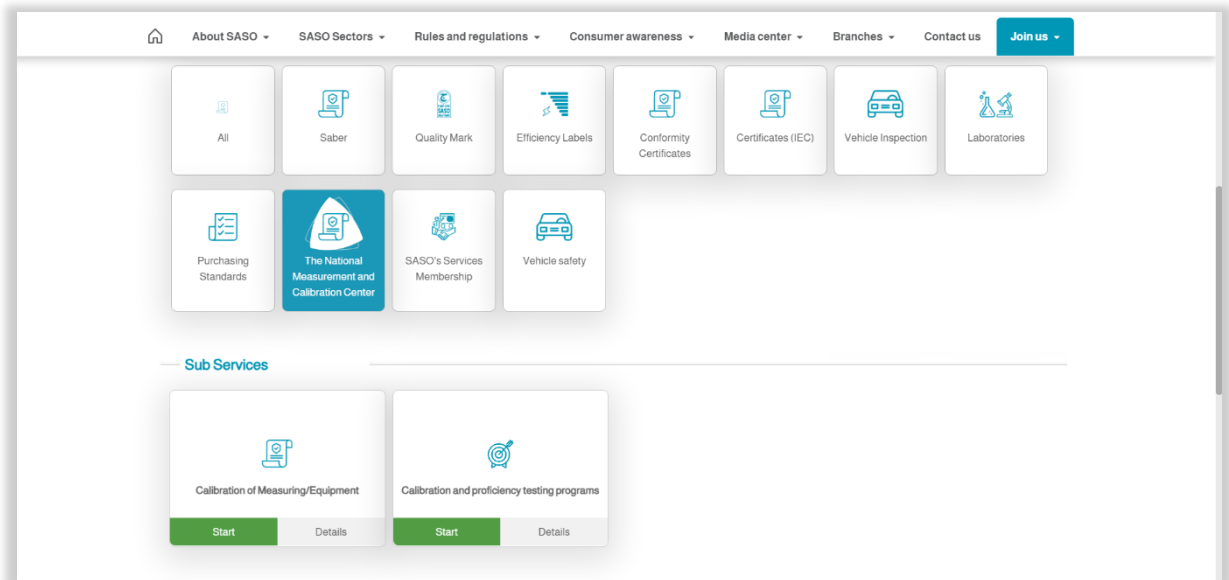 About SASO
SASO Sectors
Rules and regulations
Consumer awareness
Media center
Branches
Contact us
Join us
All
Saber
Quality Mark
Efficiency Labels
Conformity
Certificates
Certificates (IEC)
Vehicle Inspection
Laboratories
Purchasing
Standards
The National
Measurement and
Calibration Center
SASO's Services
Membership
Vehicle safety
Sub Services
Calibration of Measuring/Equipment
Start
Details
Calibration and proficiency testing programs
Start
Details